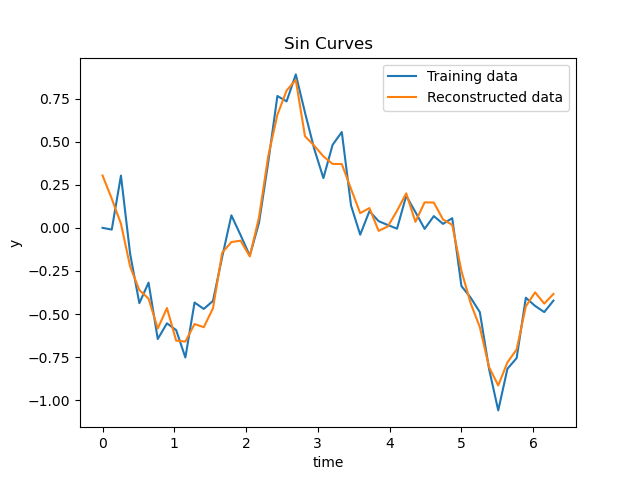 Sin Curves
Training data
Reconstructed data
y
0.75
0.50
0.25
0.00
−0.25
−0.50
−0.75
−1.00
0 1 2 3 4 5 6
time